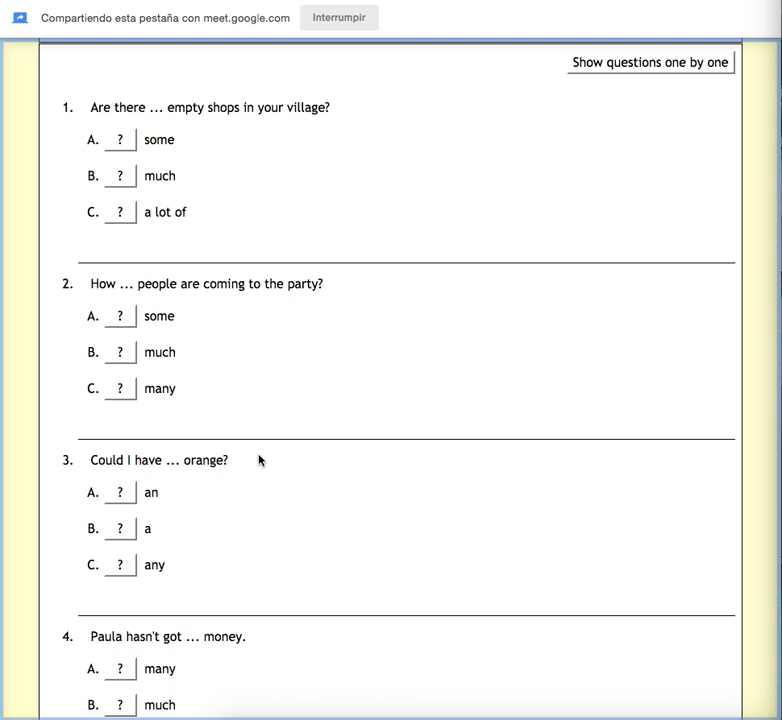 Compartiendo esta pestaña con meet.google.com Interrumpir
Show questions one by one
1. Are there ... empty shops in your village?
A. ? some
B. ? much
C. ? a lot of
2. How ... people are coming to the party?
A. ? some
B. ? much
C. ? many
3. Could I have ... orange?
A. ? an
B. ? a
C. ? any
4. Paula hasn't got ... money.
A. ? many
B. ? much